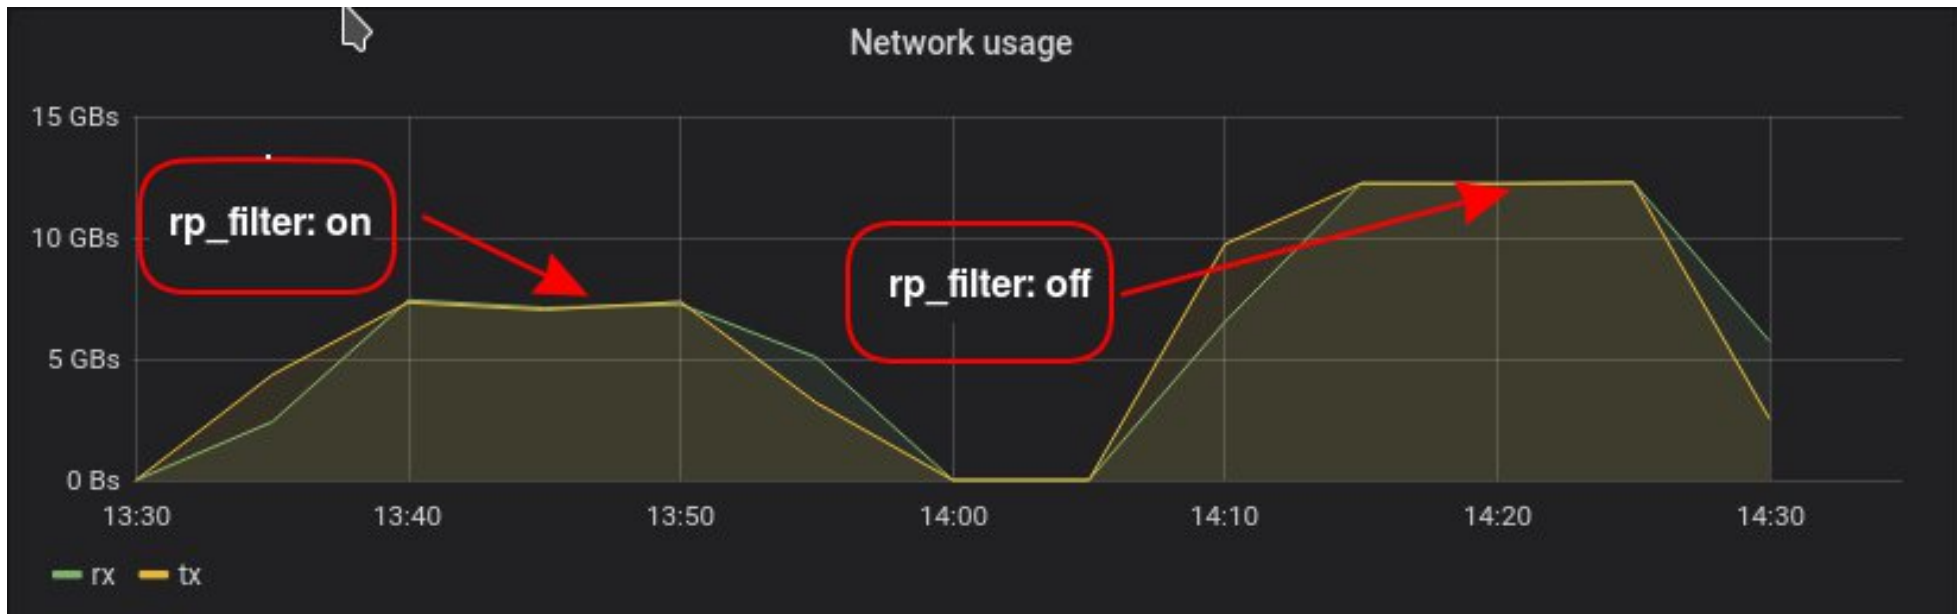 Network usage
15 GBs
rp_filter: on
10 GBs
rp_filter: off
5 GBs
0 Bs
13:30 13:40 13:50 14:00 14:10 14:20 14:30
rx tx